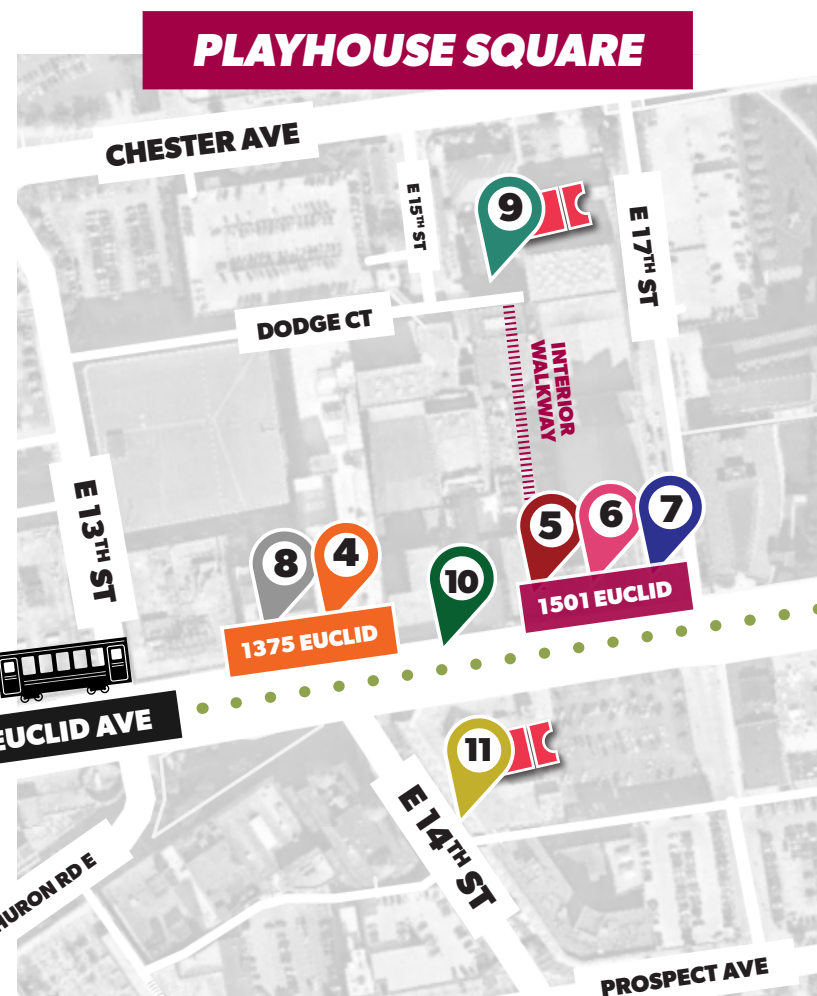 PLAYHOUSE SQUARE
CHESTER AVE
E 15TH ST
9
E 17TH ST
DODGE CT
INTERIOR
WALKWAY
E 13TH ST
8
4
10
5
6
7
1375 EUCLID
1501 EUCLID
EUCLID AVE
11
E 14TH ST
HURON RD E
PROSPECT AVE